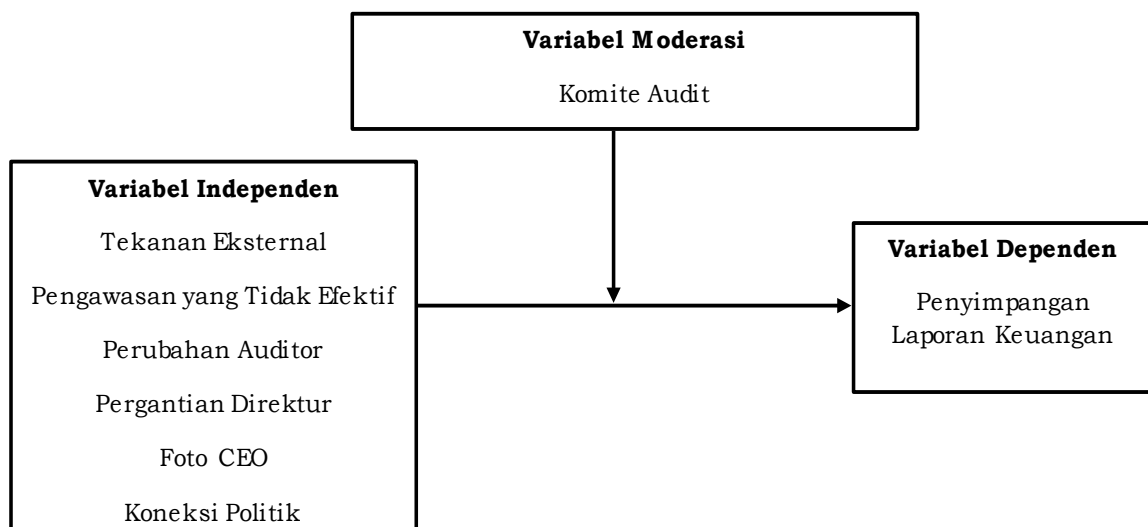 Variabel Moderasi
Komite Audit
Variabel Independen
Tekanan Eksternal
Pengawasan yang Tidak Efektif
Perubahan Auditor
Pergantian Direktur
Foto CEO
Koneksi Politik
Variabel Dependen
Penyimpangan
Laporan Keuangan